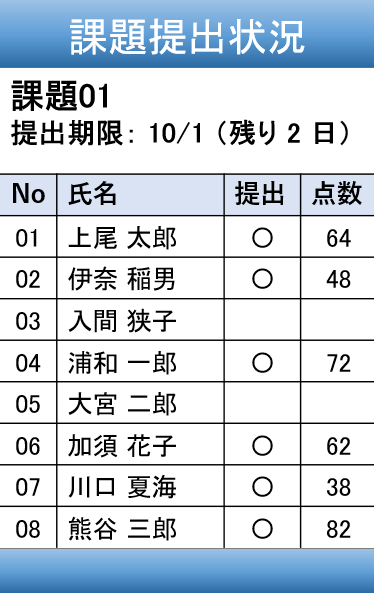 課題提出状況
課題01
提出期限: 10/1 (残り 2 日)
No 氏名 提出 点数
01 上尾 太郎 〇 64
02 伊奈 稲男 〇 48
03 入間 狭子
04 浦和 一郎 〇 72
05 大宮 二郎
06 加須 花子 〇 62
07 川口 夏海 〇 38
08 熊谷 三郎 〇 82